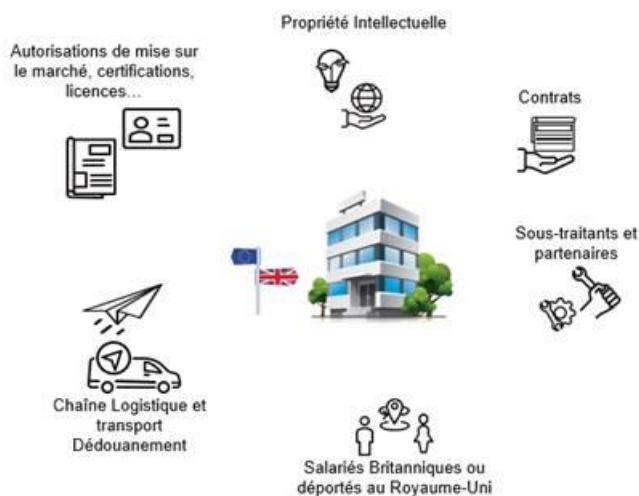 Propriété Intellectuelle
Autorisations de mise sur
le marché, certifications,
licences...
Contrats
Sous-traitants et
partenaires
Chaîne Logistique et
transport
Dédouanement
Salariés Britanniques ou
déportés au Royaume-Uni